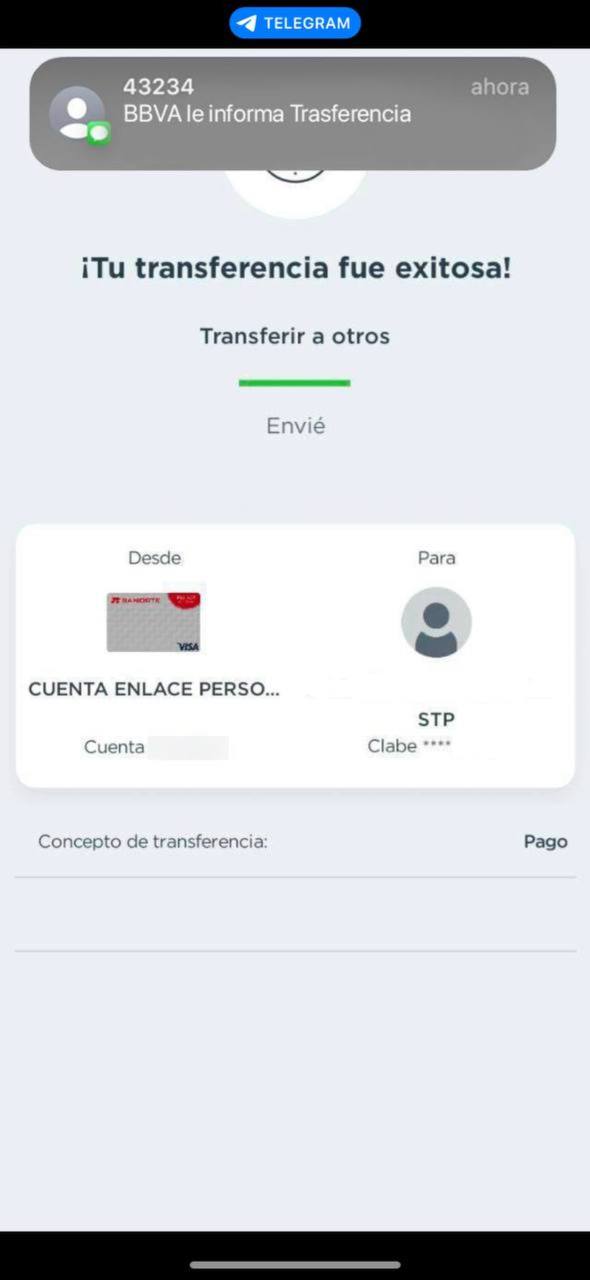 TELEGRAM
43234
ahora
BBVA le informa Trasferencia
¡Tu transferencia fue exitosa!
Transferir a otros
Envié
Desde
Para
BANORTE
VISA
CUENTA ENLACE PERSO...
STP
Cuenta
Clabe ****
Concepto de transferencia:
Pago